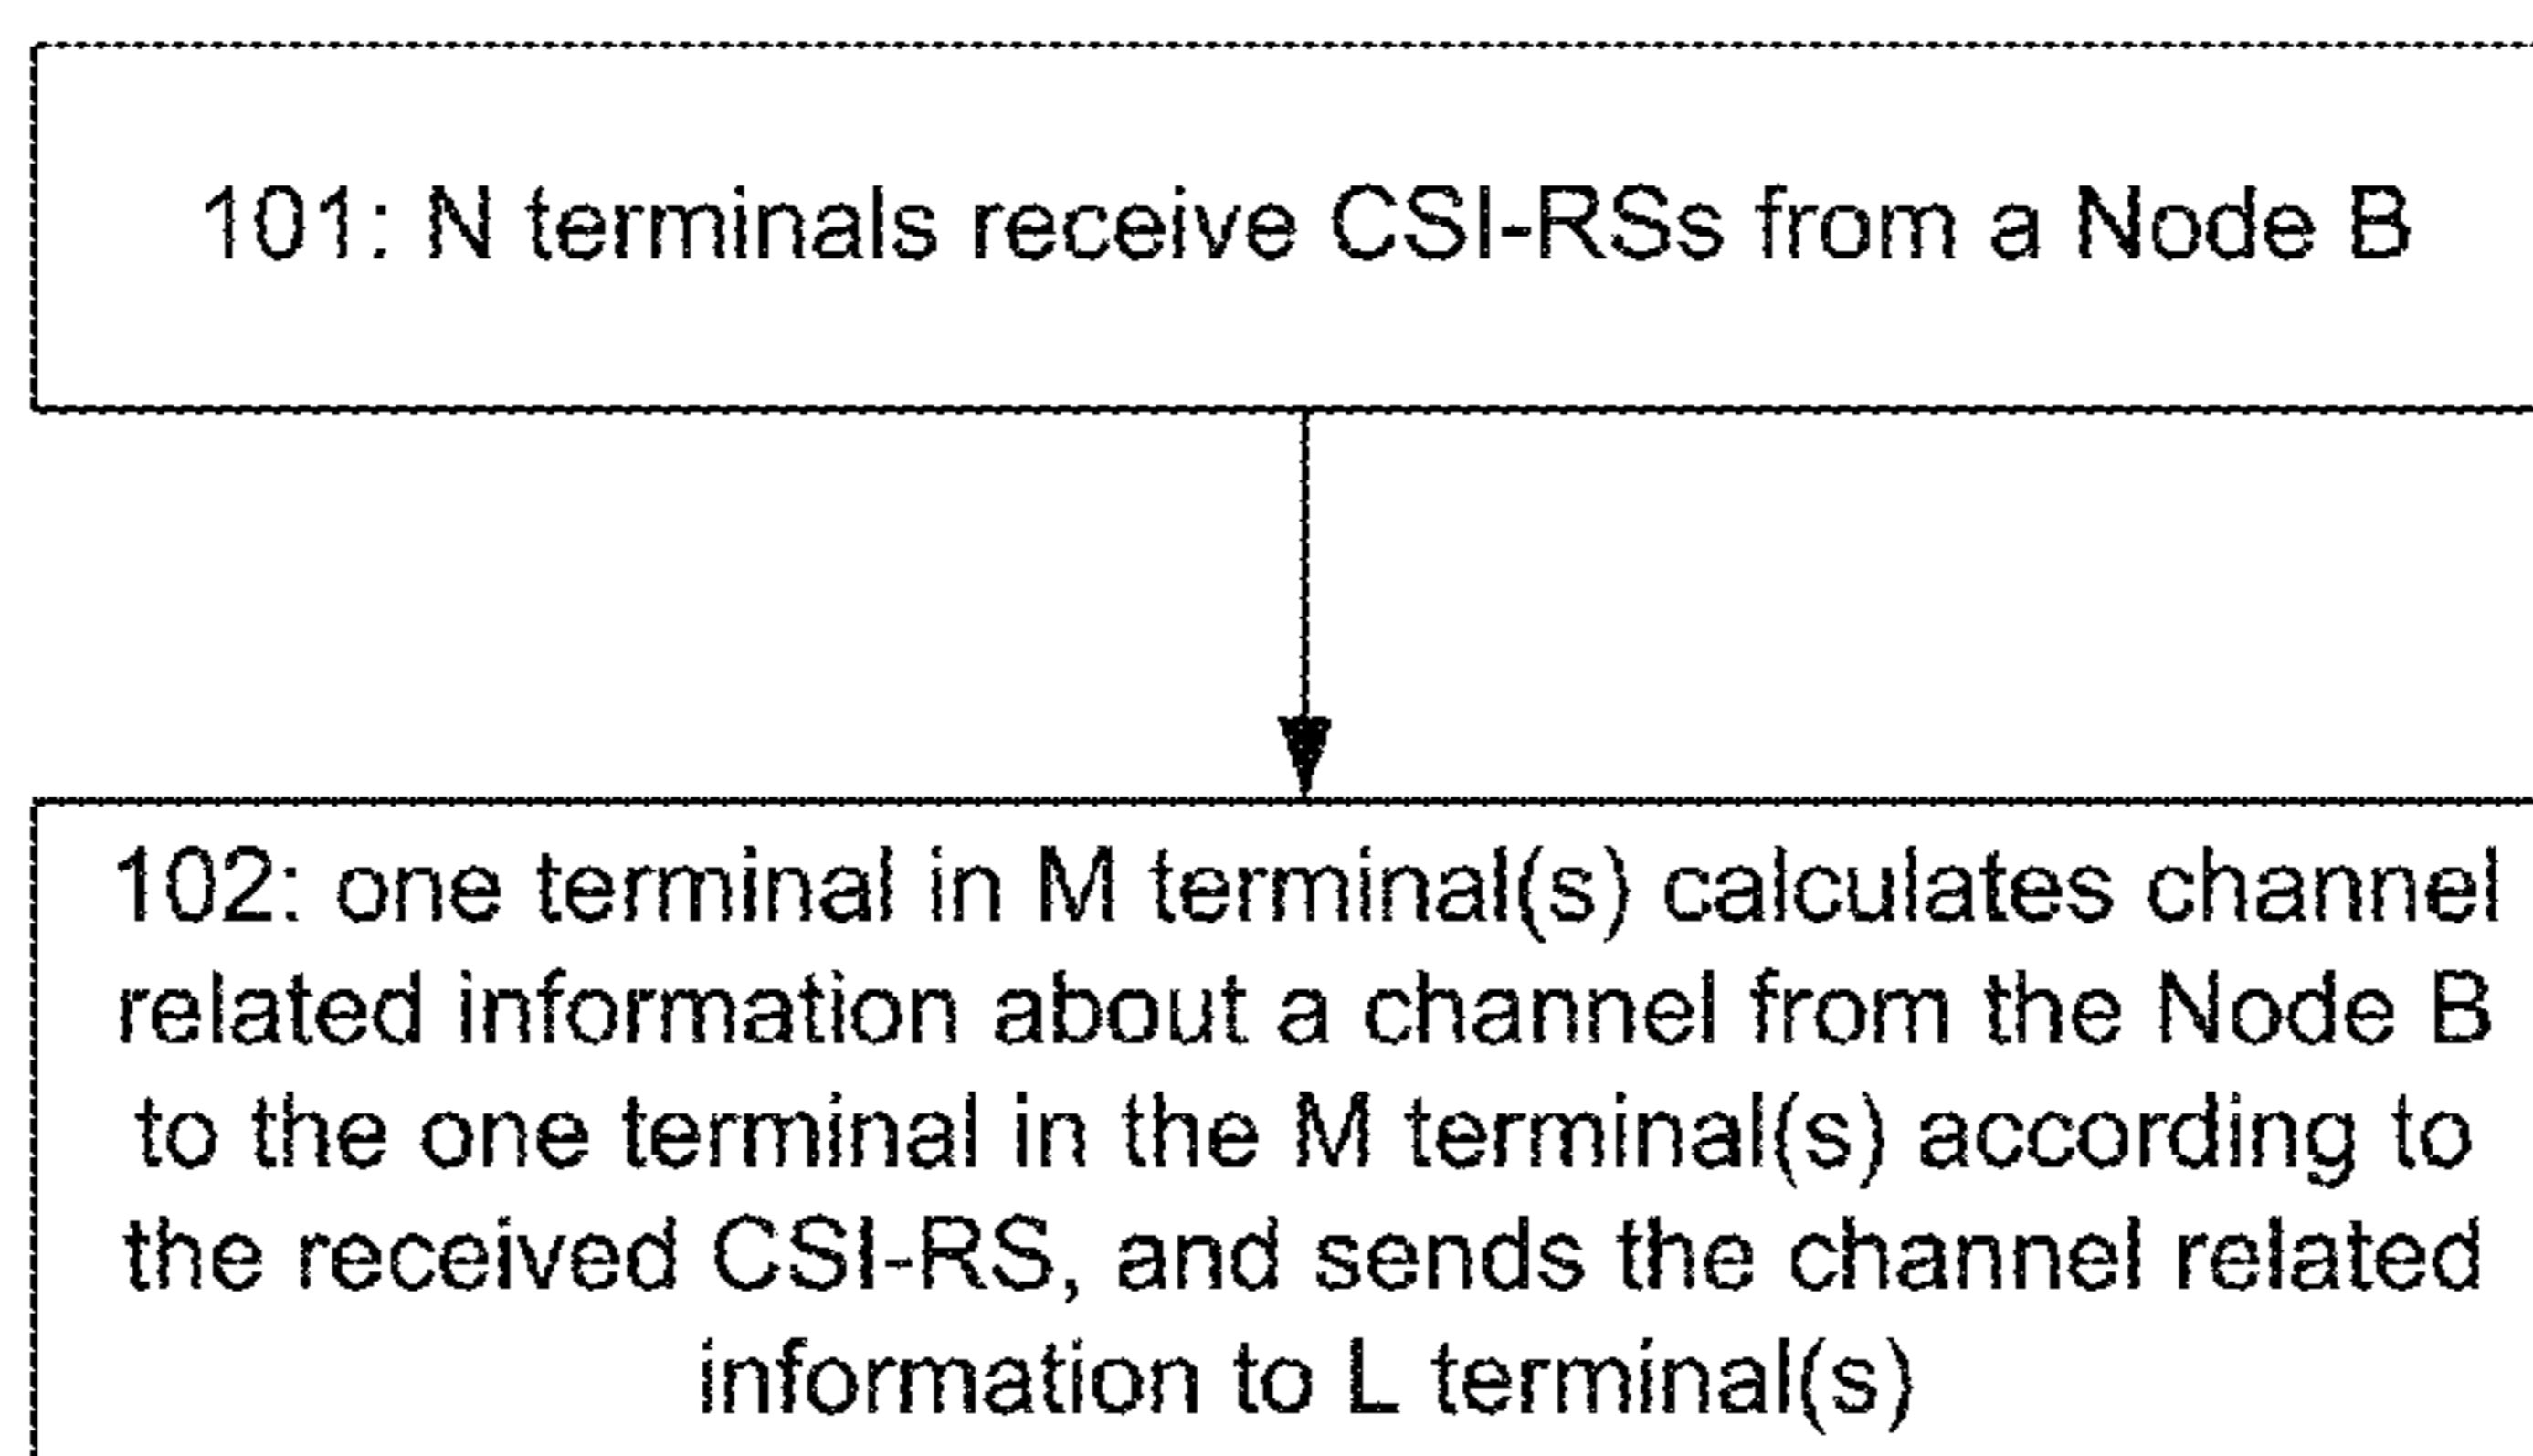 101: N terminals receive CSI-RSs from a Node B
102: one terminal in M terminal(s) calculates channel
related information about a channel from the Node B
to the one terminal in the M terminal(s) according to
the received CSI-RS, and sends the channel related
information to L terminal(s)